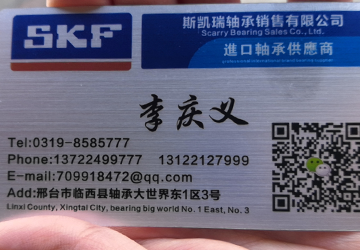 SKF
斯凯瑞轴承销售有限公司
Scarry Bearing Sales Co., Ltd.
進口軸承供應商
李庆义
Tel:0319-8585777
Phone:13722499777 13122127999
E-mail:709918472@qq.com
Add:邢台市临西县轴承大世界东1区3号
Linxi County, Xingtai City, bearing big world No. 1 East, No. 3